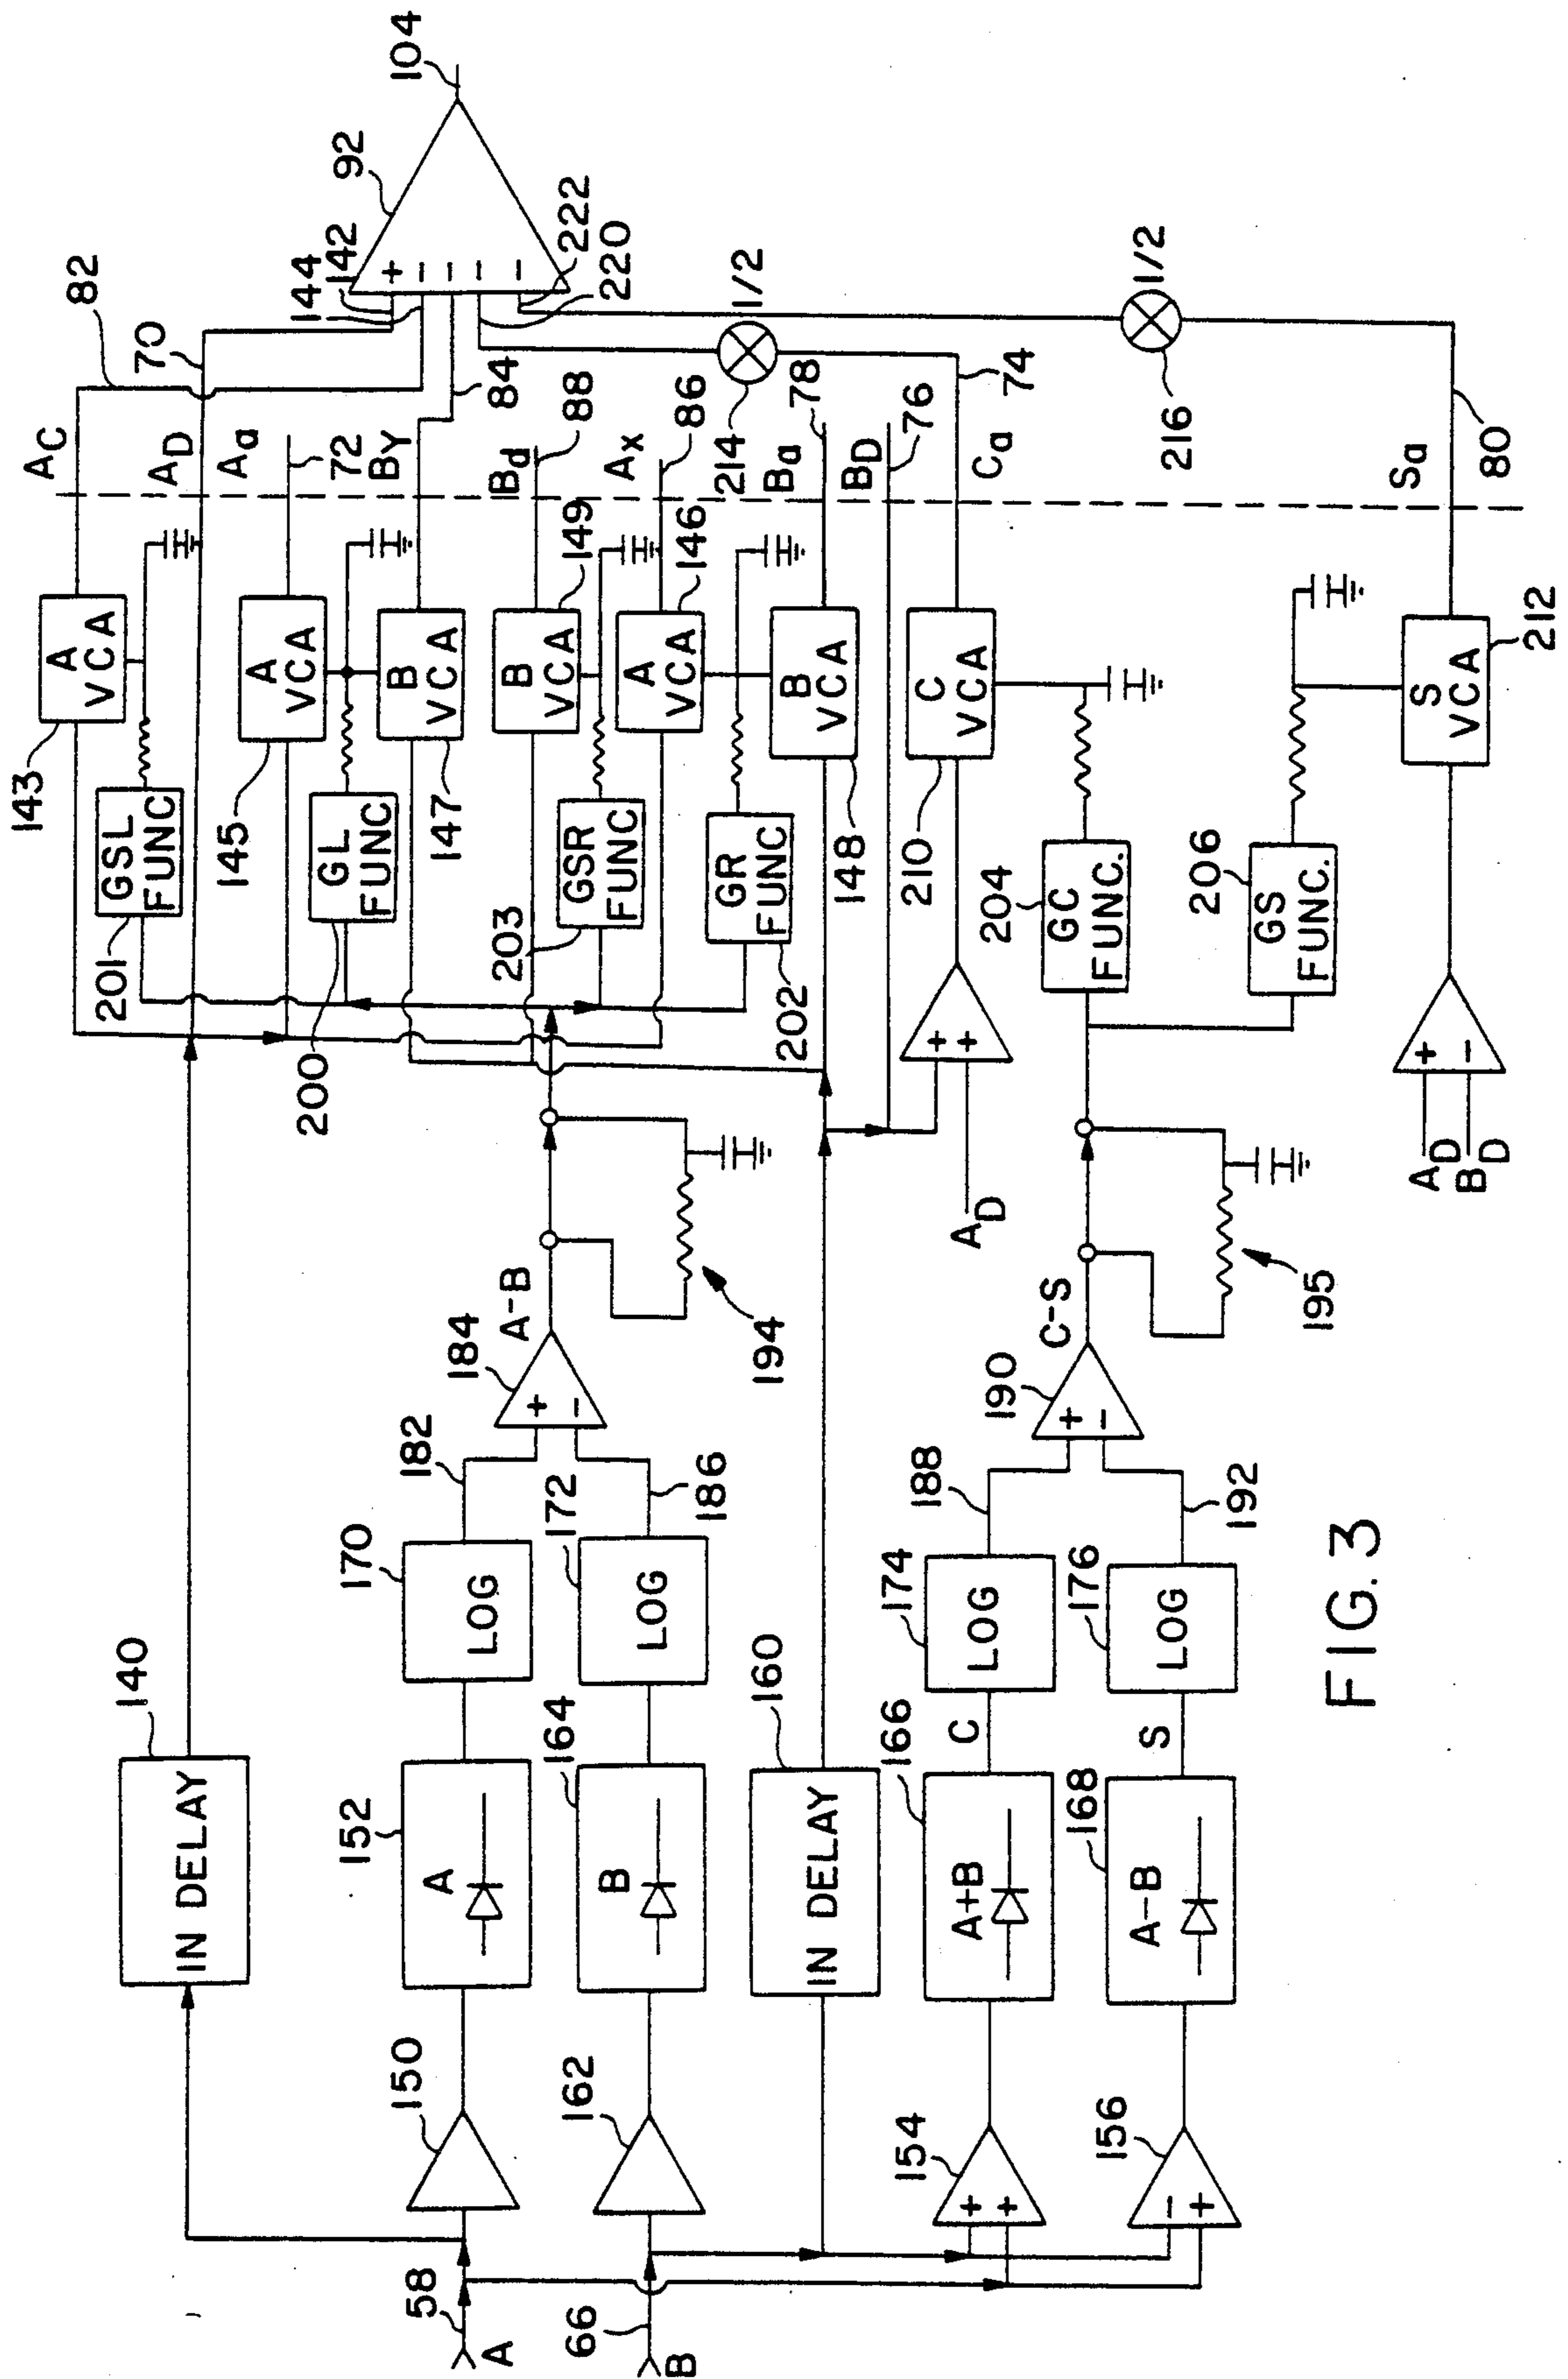 A
58
B
66
140
IN DELAY
150
152
A
170
LOG
182
162
164
B
172
LOG
186
184
+
−
A-B
194
160
IN DELAY
154
+
+
166
A+B
C
174
LOG
188
156
−
+
168
A-B
S
176
LOG
192
190
+
−
C-S
195
143
A
VCA
201
GSL
FUNC
145
A
VCA
200
GL
FUNC
B
VCA
147
203
GSR
FUNC
B
VCA
149
202
GR
FUNC
A
VCA
146
B
VCA
148
+
+
AD
210
C
VCA
204
GC
FUNC.
206
GS
FUNC.
AD
BD
+
−
S
VCA
212
AC
82
AD
70
Aa
72
BY
84
Bd
88
Ax
86
Ba
78
BD
76
Ca
74
Sa
80
214
1/2
216
1/2
144
142
+
−
−
−
−
220
222
92
104
FIG. 3